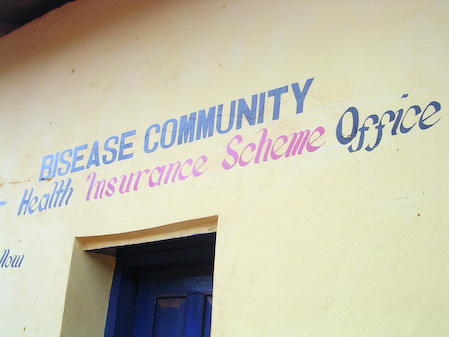 BISEASE COMMUNITY
- Health Insurance Scheme Office